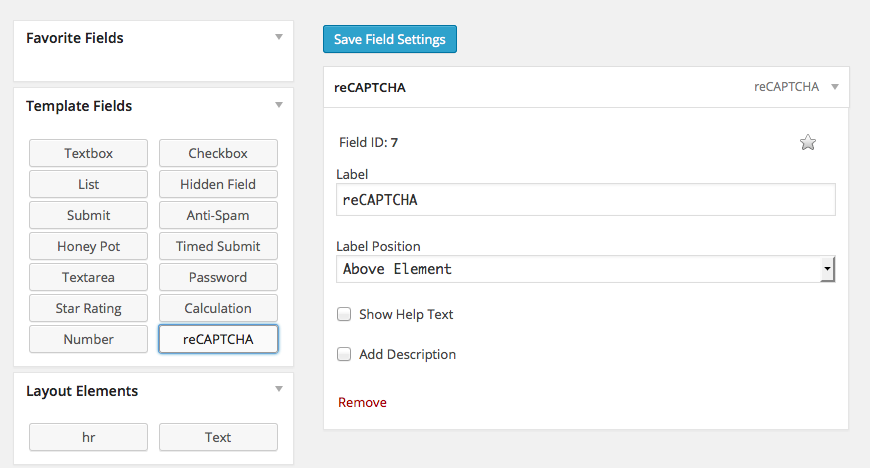 Favorite Fields
Template Fields
Textbox Checkbox
List Hidden Field
Submit Anti-Spam
Honey Pot Timed Submit
Textarea Password
Star Rating Calculation
Number reCAPTCHA
Layout Elements
hr Text
Save Field Settings
reCAPTCHA reCAPTCHA
Field ID: 7
Label
reCAPTCHA
Label Position
Above Element
Show Help Text
Add Description
Remove